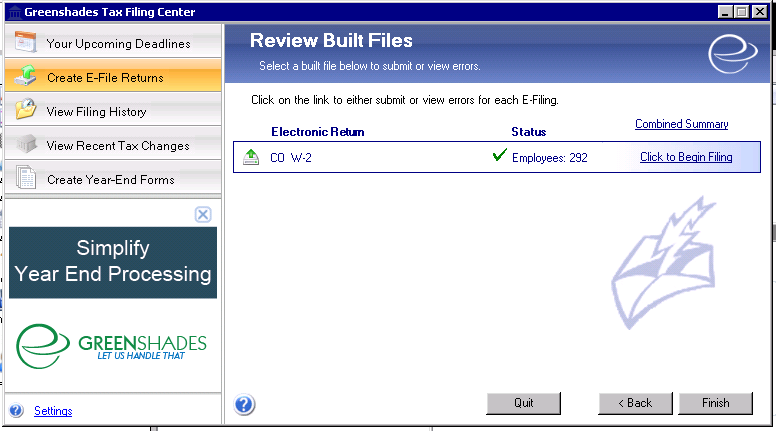 Greenshades Tax Filing Center
Your Upcoming Deadlines
Create E-File Returns
View Filing History
View Recent Tax Changes
Create Year-End Forms
Simplify
Year End Processing
GREENSHADES
LET US HANDLE THAT
Settings
Review Built Files
Select a built file below to submit or view errors.
Click on the link to either submit or view errors for each E-Filing.
Combined Summary
Electronic Return Status
CO W-2 Employees: 292 Click to Begin Filing
Quit < Back Finish